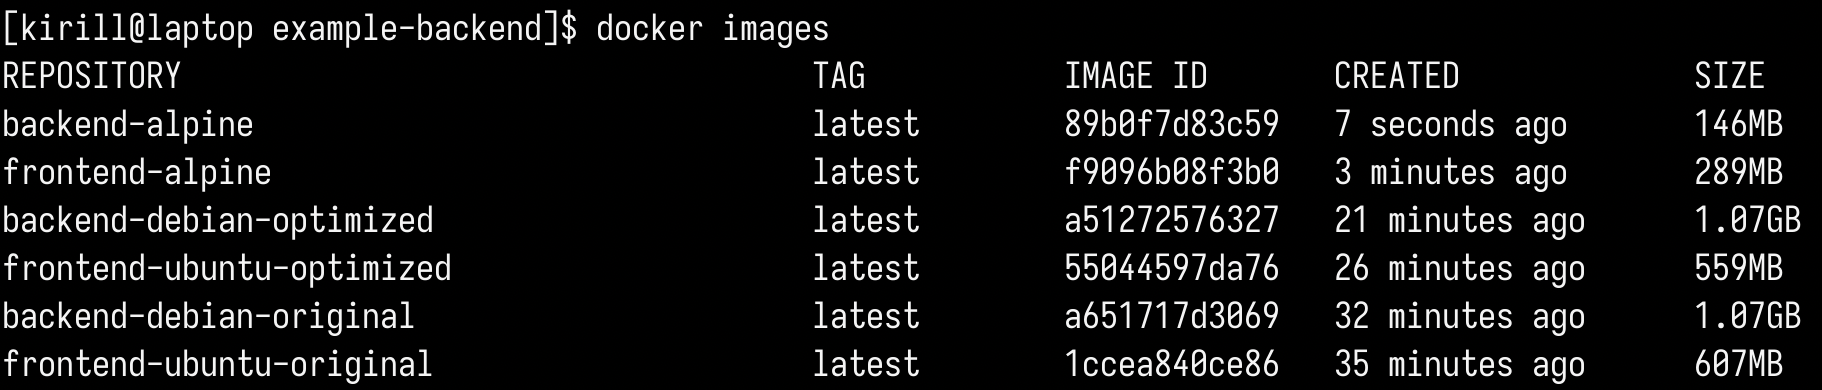 [kirill@laptop example-backend]$ docker images
REPOSITORY TAG IMAGE ID CREATED SIZE
backend-alpine latest 89b0f7d83c59 7 seconds ago 146MB
frontend-alpine latest f9096b08f3b0 3 minutes ago 289MB
backend-debian-optimized latest a51272576327 21 minutes ago 1.07GB
frontend-ubuntu-optimized latest 55044597da76 26 minutes ago 559MB
backend-debian-original latest a651717d3069 32 minutes ago 1.07GB
frontend-ubuntu-original latest 1ccea840ce86 35 minutes ago 607MB